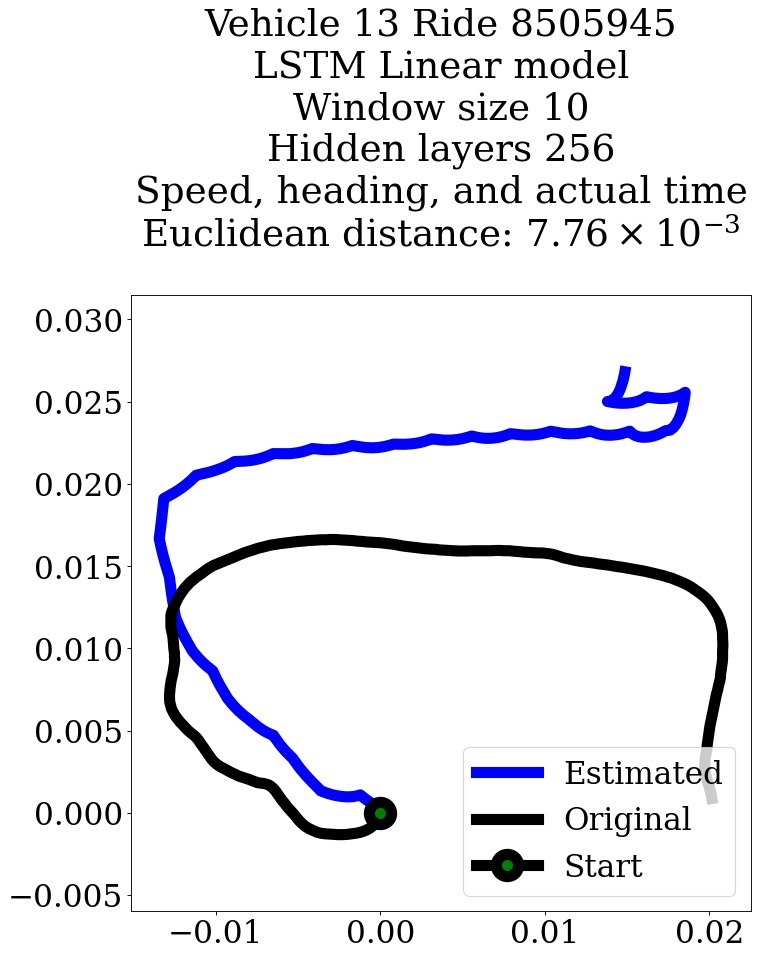 Vehicle 13 Ride 8505945
LSTM Linear model
Window size 10
Hidden layers 256
Speed, heading, and actual time
Euclidean distance: 7.76 × 10⁻³
0.030
0.025
0.020
0.015
0.010
0.005
0.000
−0.005
Estimated
Original
Start
−0.01
0.00
0.01
0.02